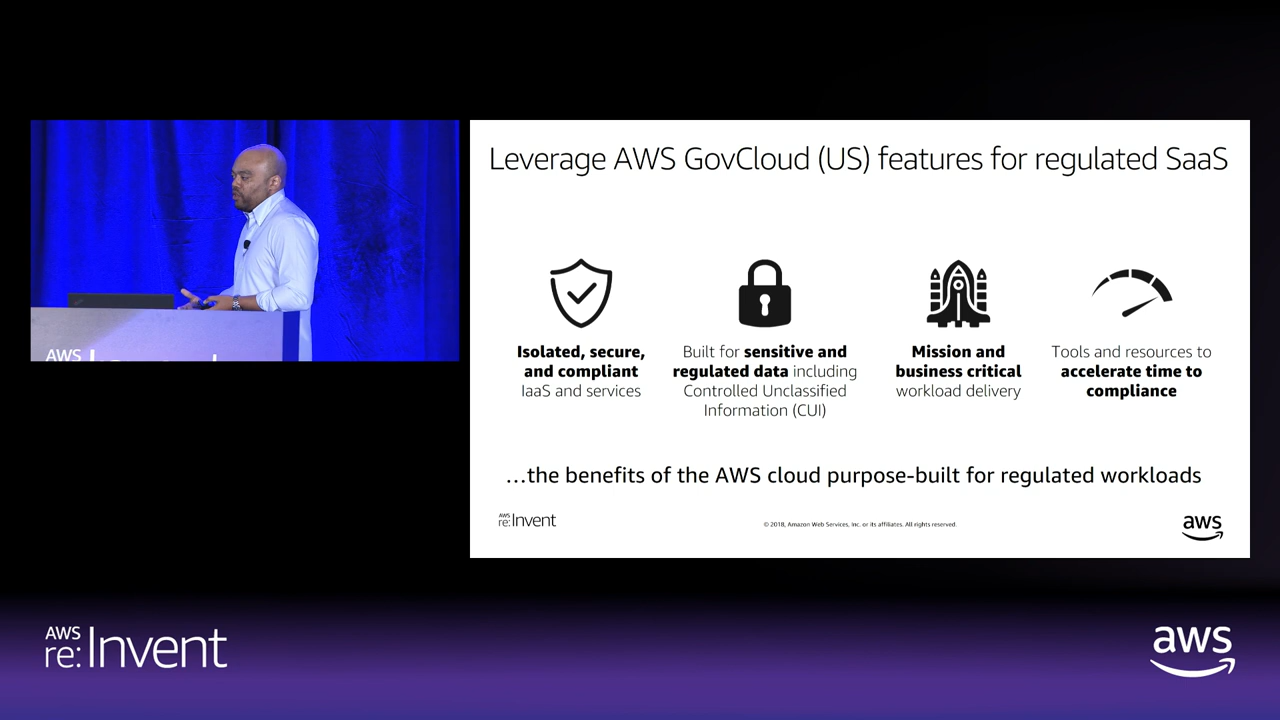 Leverage AWS GovCloud (US) features for regulated SaaS
Isolated, secure,
and compliant
IaaS and services
Built for sensitive and
regulated data including
Controlled Unclassified
Information (CUI)
Mission and
business critical
workload delivery
Tools and resources to
accelerate time to
compliance
...the benefits of the AWS cloud purpose-built for regulated workloads
AWS
re:Invent
© 2018, Amazon Web Services, Inc. or its affiliates. All rights reserved.
aws
AWS
AWS
re:Invent
aws